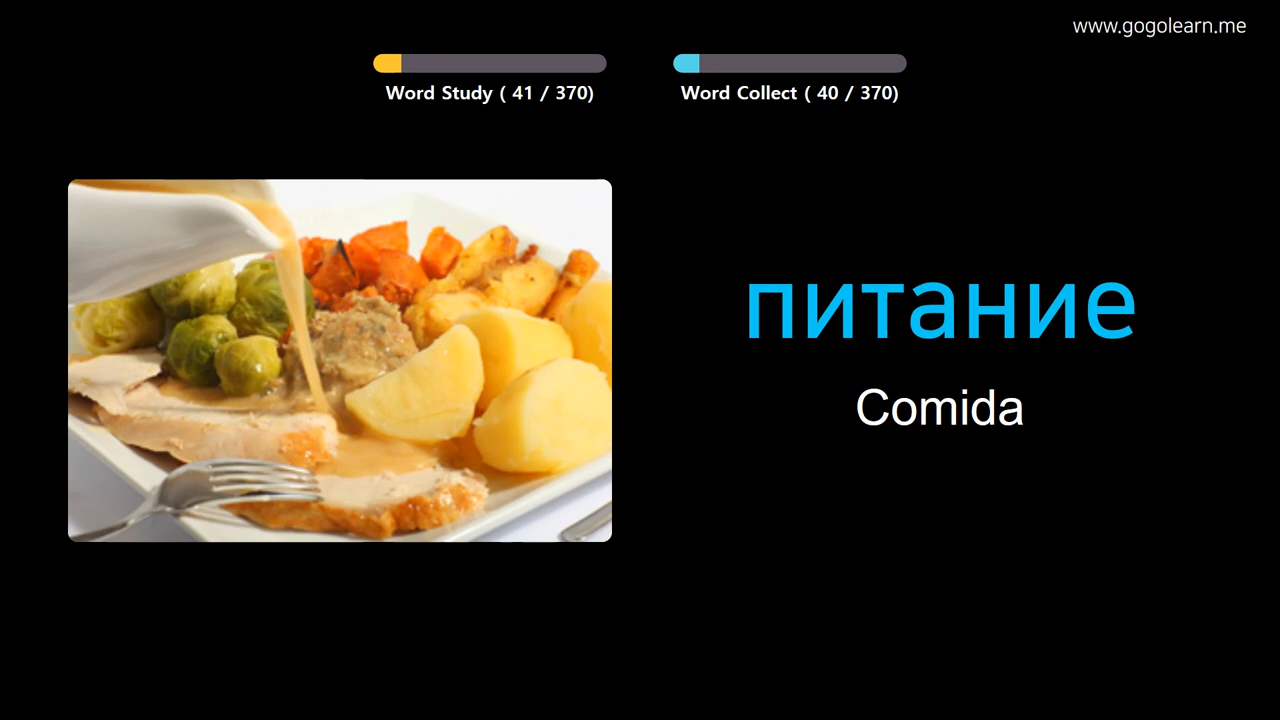 www.gogolearn.me
Word Study ( 41 / 370)
Word Collect ( 40 / 370)
питание
Comida